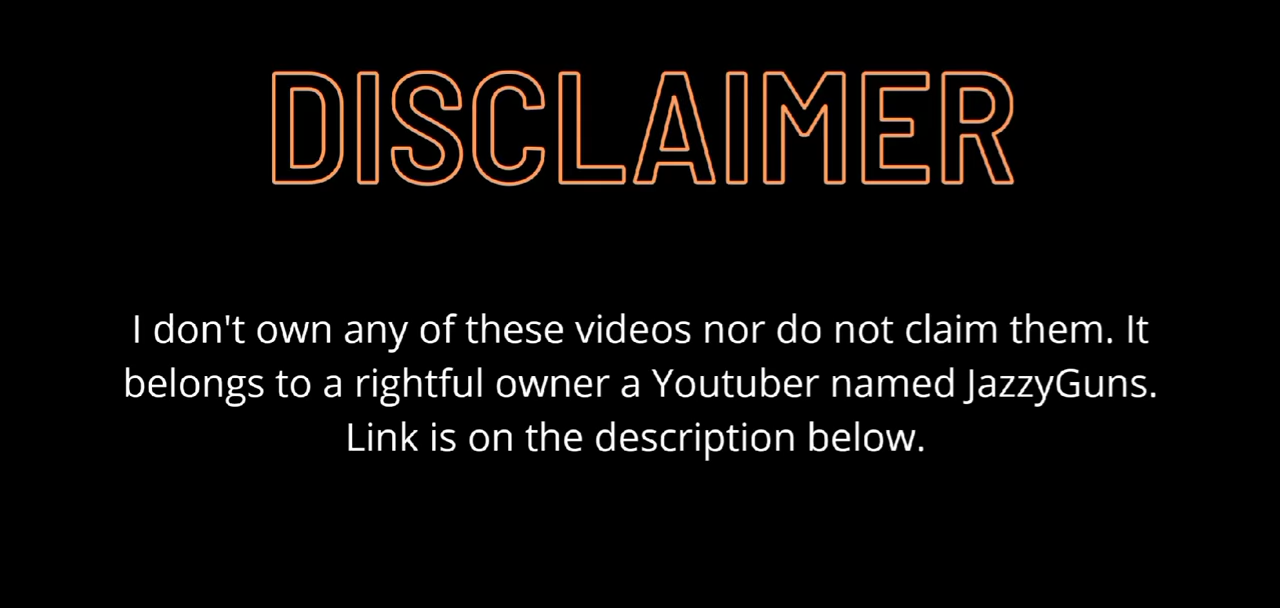 DISCLAIMER
I don't own any of these videos nor do not claim them. It
belongs to a rightful owner a Youtuber named JazzyGuns.
Link is on the description below.